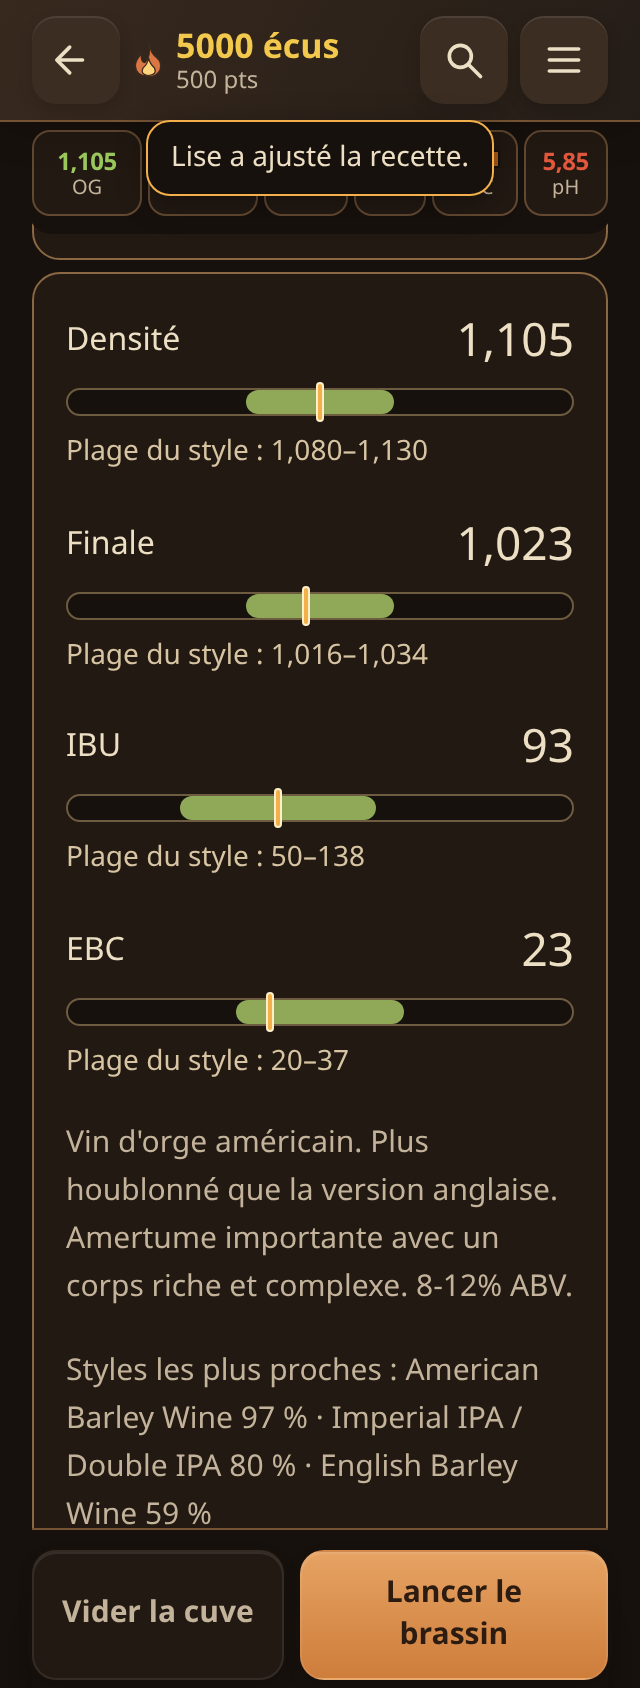 5000 écus
500 pts
Lise a ajusté la recette.
1,105
OG
5,85
pH
Densité
1,105
Plage du style : 1,080–1,130
Finale
1,023
Plage du style : 1,016–1,034
IBU
93
Plage du style : 50–138
EBC
23
Plage du style : 20–37
Vin d'orge américain. Plus
houblonné que la version anglaise.
Amertume importante avec un
corps riche et complexe. 8-12% ABV.
Styles les plus proches : American
Barley Wine 97 % · Imperial IPA /
Double IPA 80 % · English Barley
Wine 59 %
Vider la cuve
Lancer le
brassin